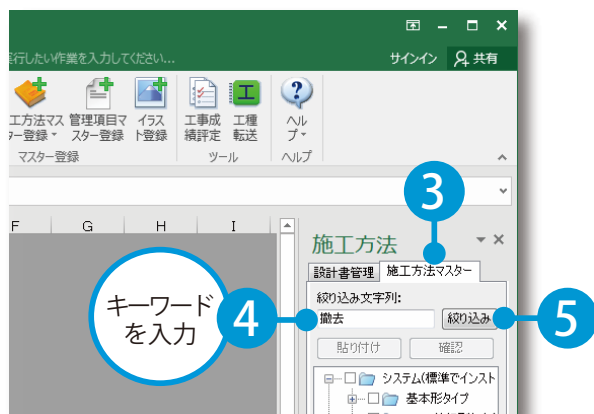 実行したい作業を入力してください...
サインイン 共有
工方法マス 管理項目マ イラス 工事成 工種 ヘル
ター登録 スター登録 ト登録 績評定 転送 プ
マスター登録 ツール ヘルプ
3
F G H I
施工方法
設計書管理 施工方法マスター
絞り込み文字列:
キーワード
を入力
4
撤去 絞り込み
5
貼り付け 確認
システム(標準でインスト
基本形タイプ